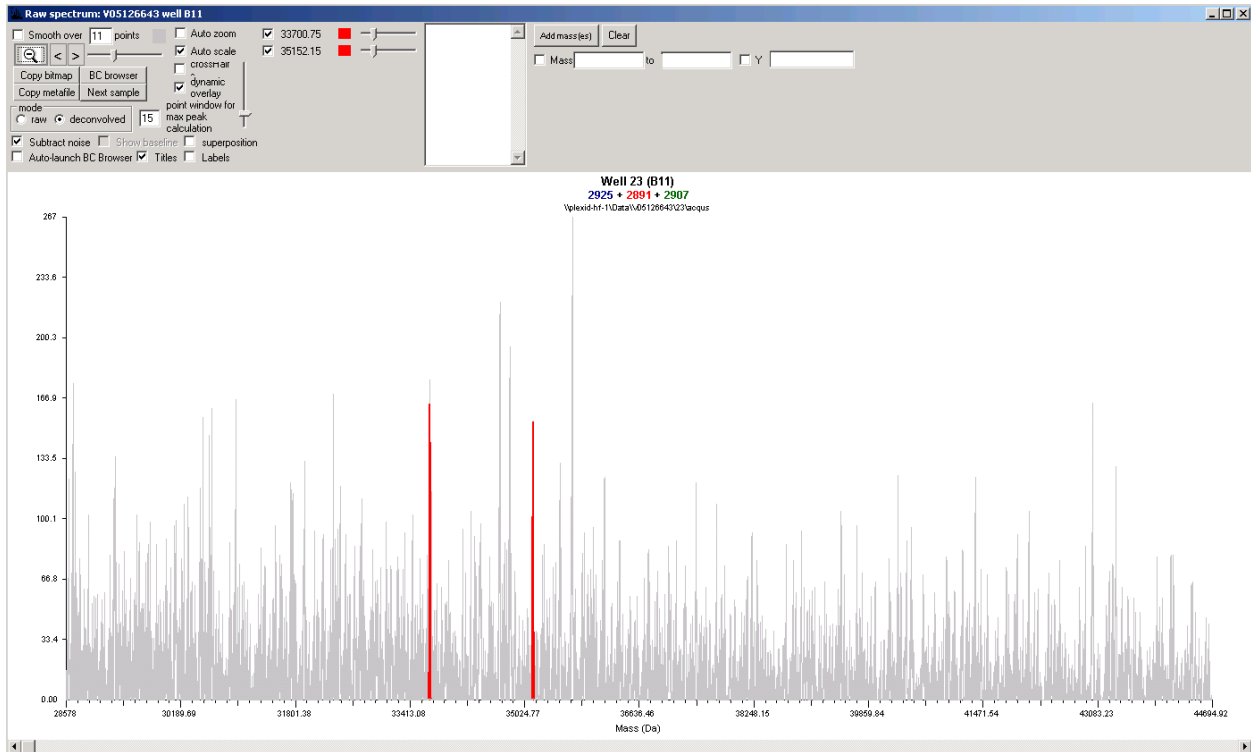 Raw spectrum: V05126643 well B11
Smooth over 11 points
Auto zoom
33700.75
Add mass(es) Clear
< >
Auto scale
35152.15
Mass to Y
crossHair
Copy bitmap BC browser
dynamic overlay
Copy metafile Next sample
mode
raw deconvolved
15 point window for max peak calculation
Subtract noise Show baseline superposition
Auto-launch BC Browser Titles Labels
Well 23 (B11)
2925 + 2891 + 2907
\\plexid-hf-1\Data\\V05126643\23\acqus
267
233.6
200.3
166.9
133.5
100.1
66.8
33.4
0.00
28578 30189.69 31801.38 33413.08 35024.77 36636.46 38248.15 39859.84 41471.54 43083.23 44694.92
Mass (Da)